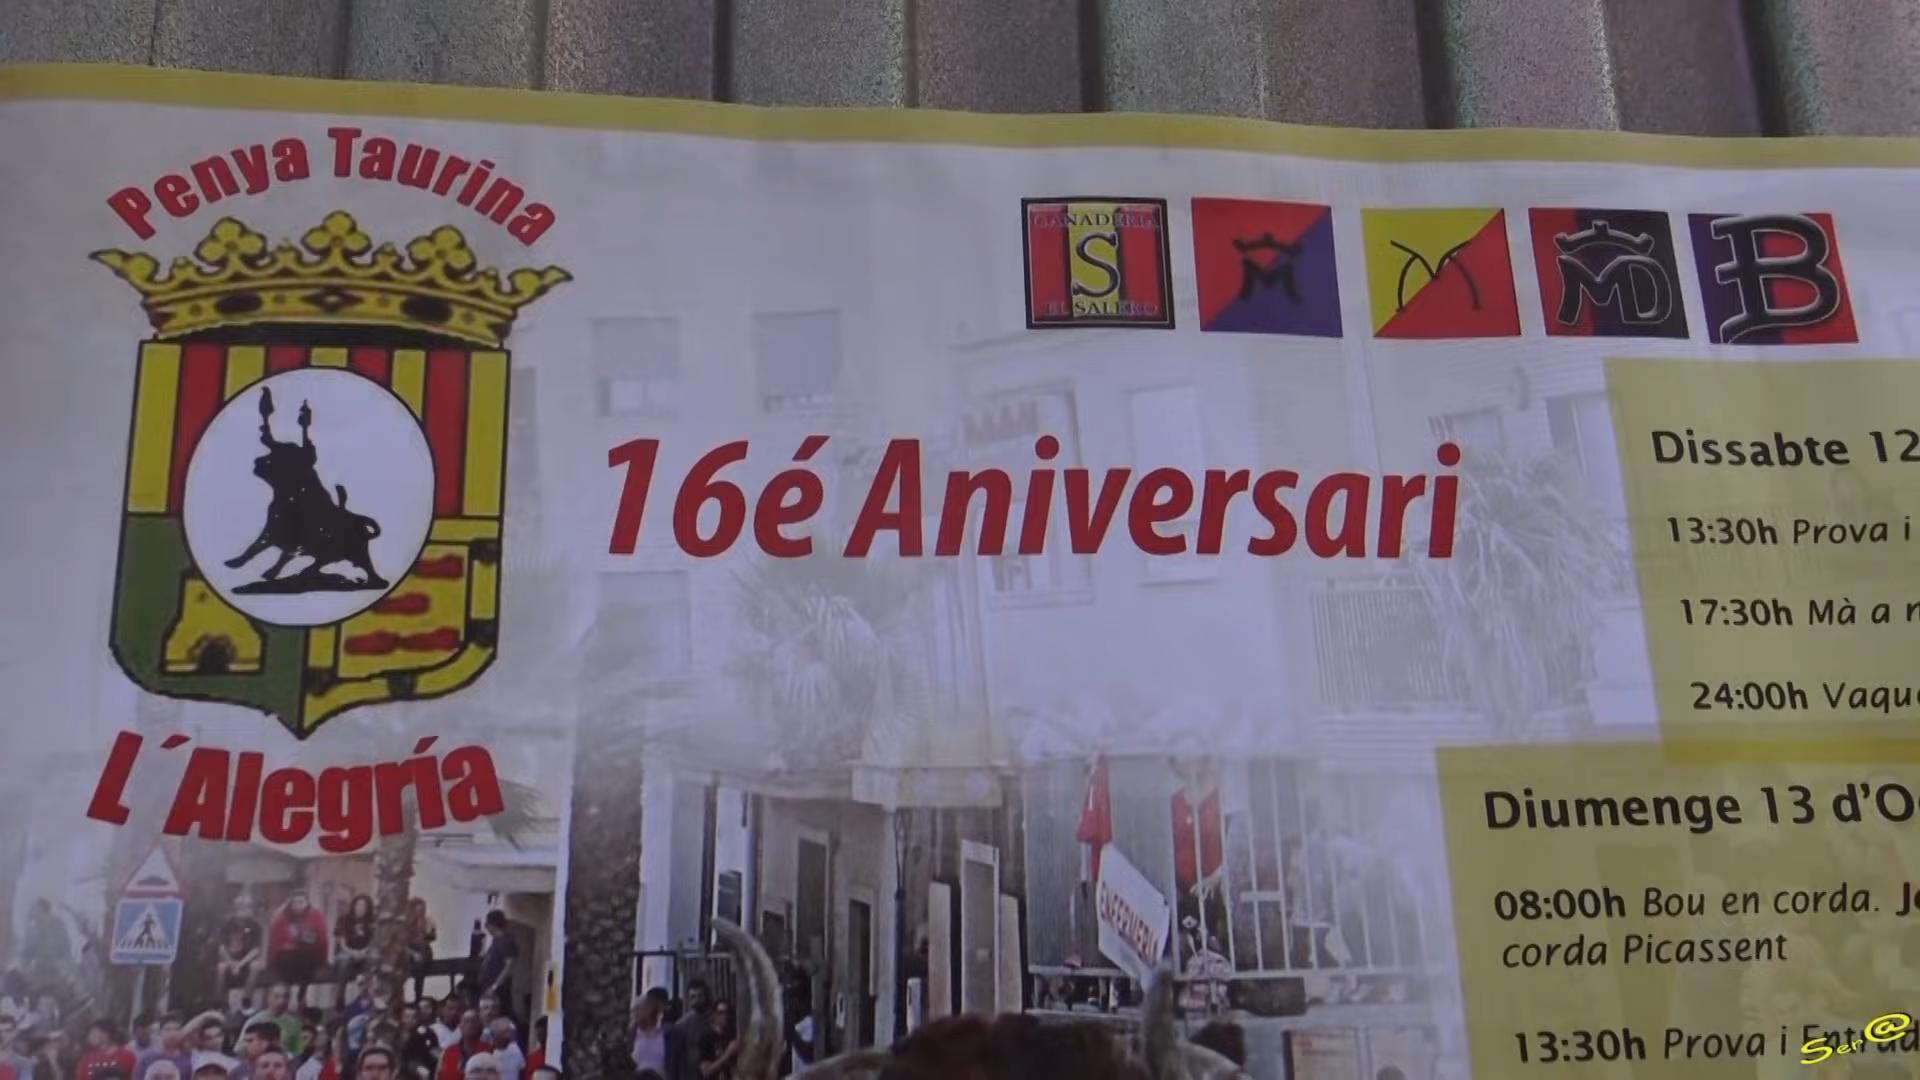 Penya Taurina
L´Alegría
GANADERIA
S
EL SALERO
M
M
MD
B
16é Aniversari
Dissabte 12
13:30h Prova i
17:30h Mà a
24:00h
Diumenge 13
08:00h Bou en corda.
corda Picassent
13:30h Prova i
ENFERMERIA
Ser@